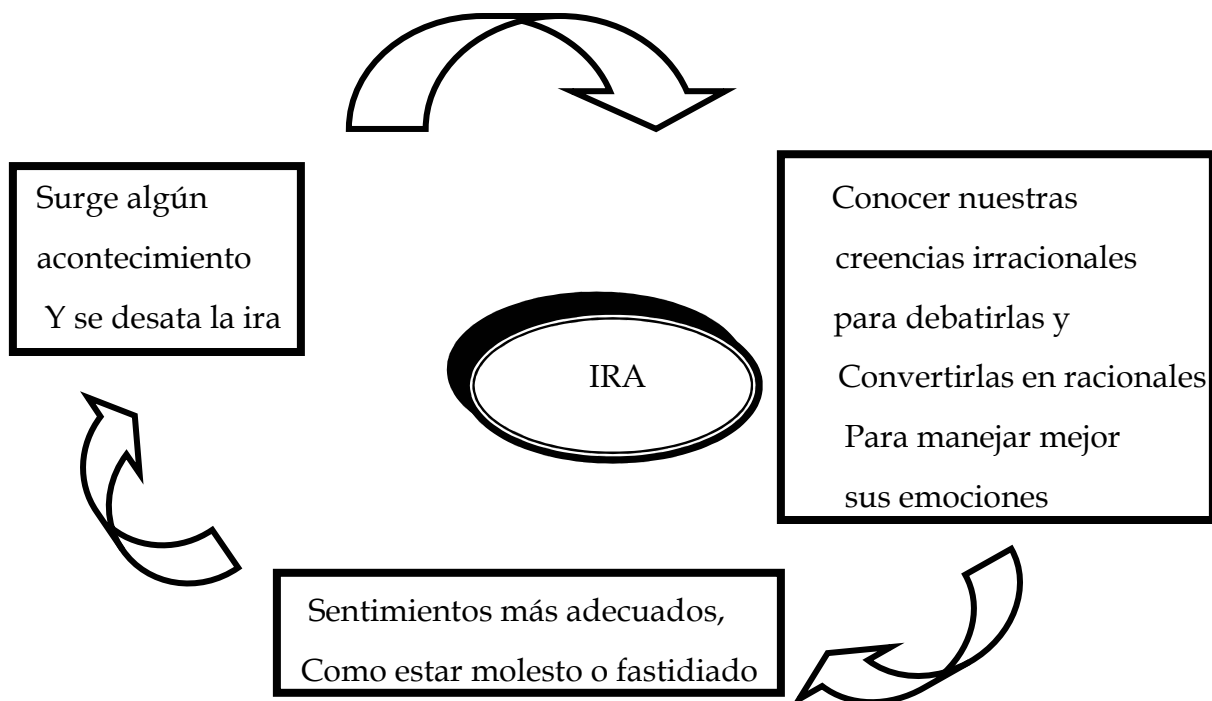 Surge algún
acontecimiento
Y se desata la ira
Conocer nuestras
creencias irracionales
para debatirlas y
Convertirlas en racionales
Para manejar mejor
sus emociones
IRA
Sentimientos más adecuados,
Como estar molesto o fastidiado